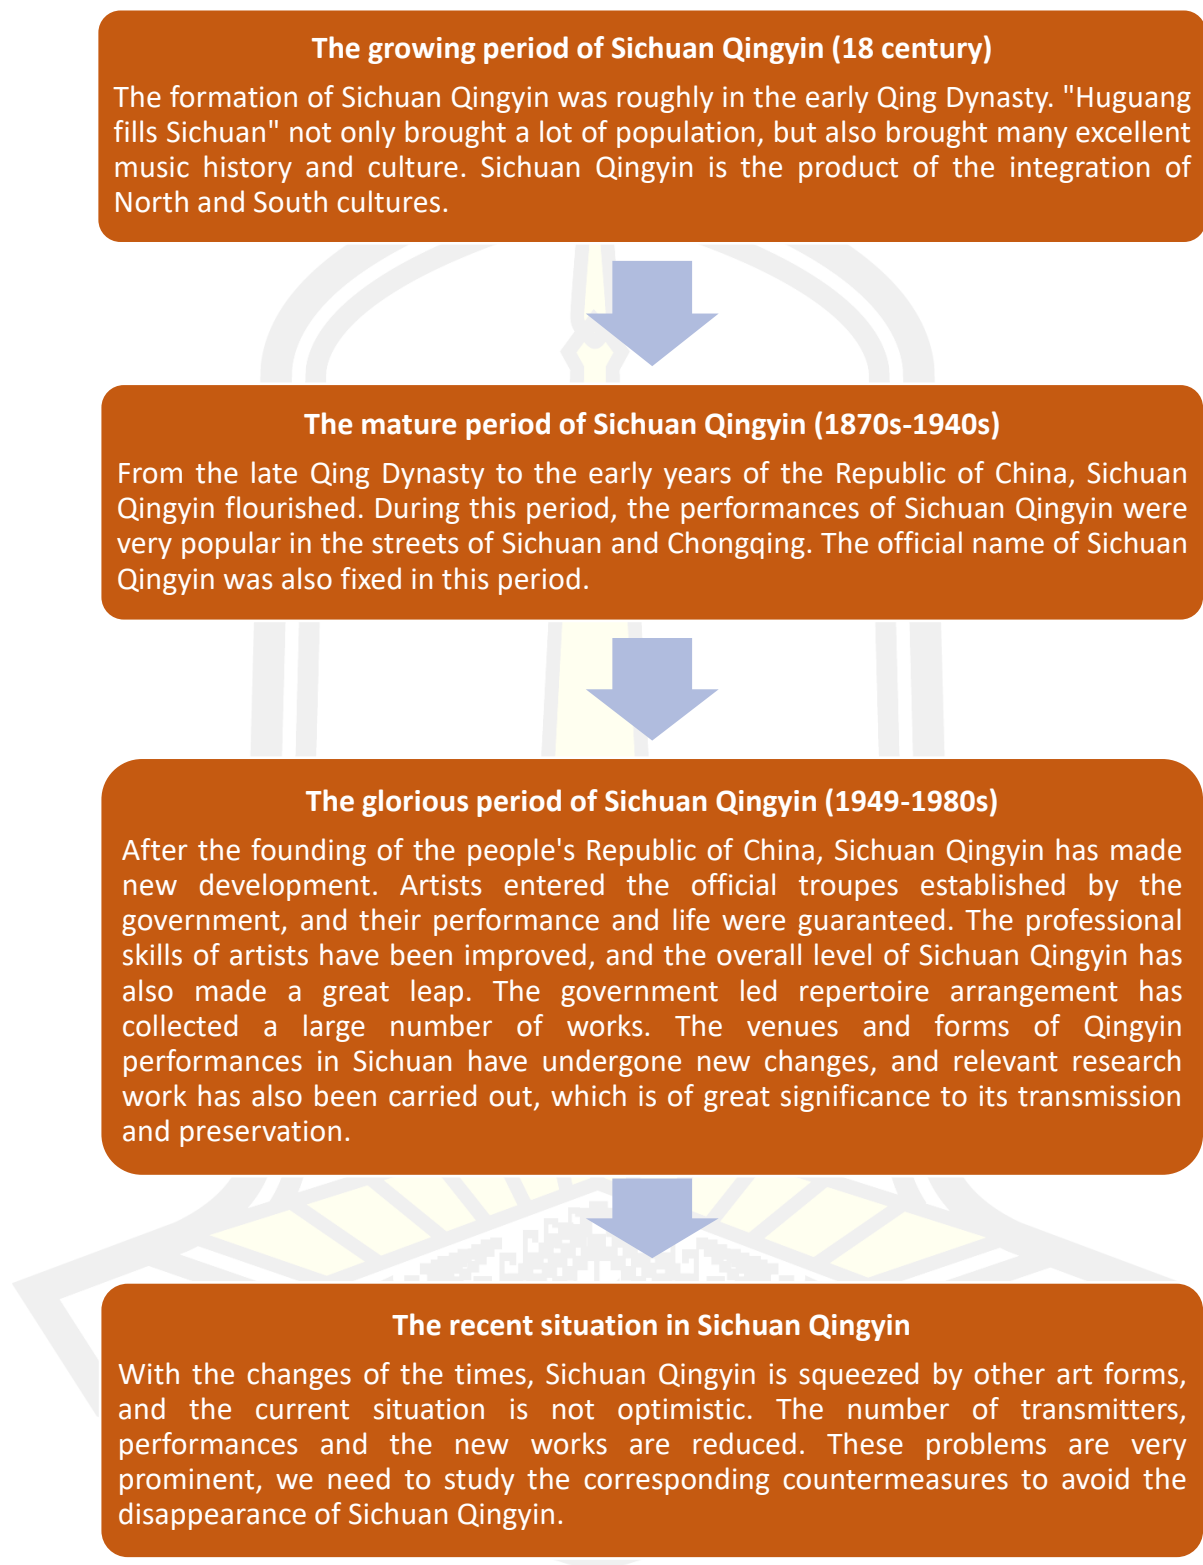 The growing period of Sichuan Qingyin (18 century)
The formation of Sichuan Qingyin was roughly in the early Qing Dynasty. "Huguang
fills Sichuan" not only brought a lot of population, but also brought many excellent
music history and culture. Sichuan Qingyin is the product of the integration of
North and South cultures.
The mature period of Sichuan Qingyin (1870s-1940s)
From the late Qing Dynasty to the early years of the Republic of China, Sichuan
Qingyin flourished. During this period, the performances of Sichuan Qingyin were
very popular in the streets of Sichuan and Chongqing. The official name of Sichuan
Qingyin was also fixed in this period.
The glorious period of Sichuan Qingyin (1949-1980s)
After the founding of the people's Republic of China, Sichuan Qingyin has made
new development. Artists entered the official troupes established by the
government, and their performance and life were guaranteed. The professional
skills of artists have been improved, and the overall level of Sichuan Qingyin has
also made a great leap. The government led repertoire arrangement has
collected a large number of works. The venues and forms of Qingyin
performances in Sichuan have undergone new changes, and relevant research
work has also been carried out, which is of great significance to its transmission
and preservation.
The recent situation in Sichuan Qingyin
With the changes of the times, Sichuan Qingyin is squeezed by other art forms,
and the current situation is not optimistic. The number of transmitters,
performances and the new works are reduced. These problems are very
prominent, we need to study the corresponding countermeasures to avoid the
disappearance of Sichuan Qingyin.